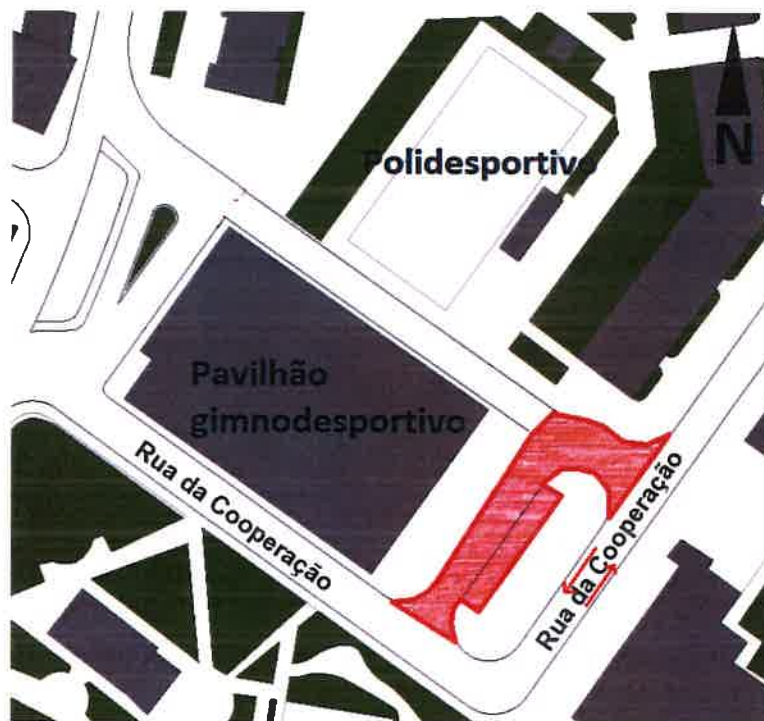 N
Polidesportivo
Pavilhão
gimnodesportivo
Rua da Cooperação
Rua da Cooperação